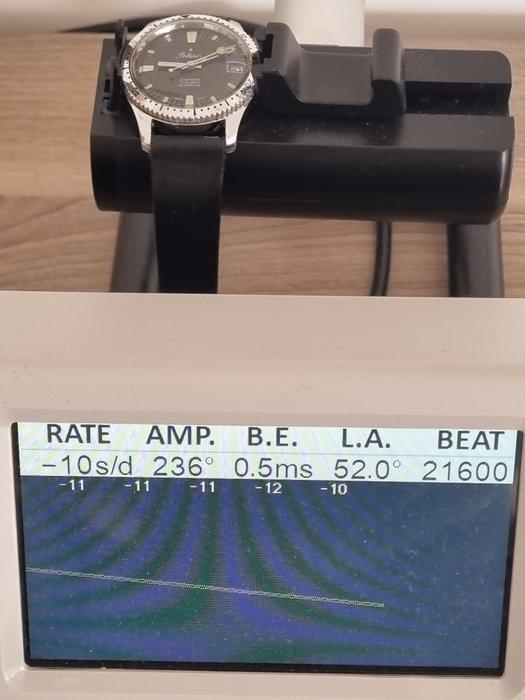 RATE AMP. B.E. L.A. BEAT
-10s/d 236° 0.5ms 52.0° 21600
-11 -11 -11 -12 -10